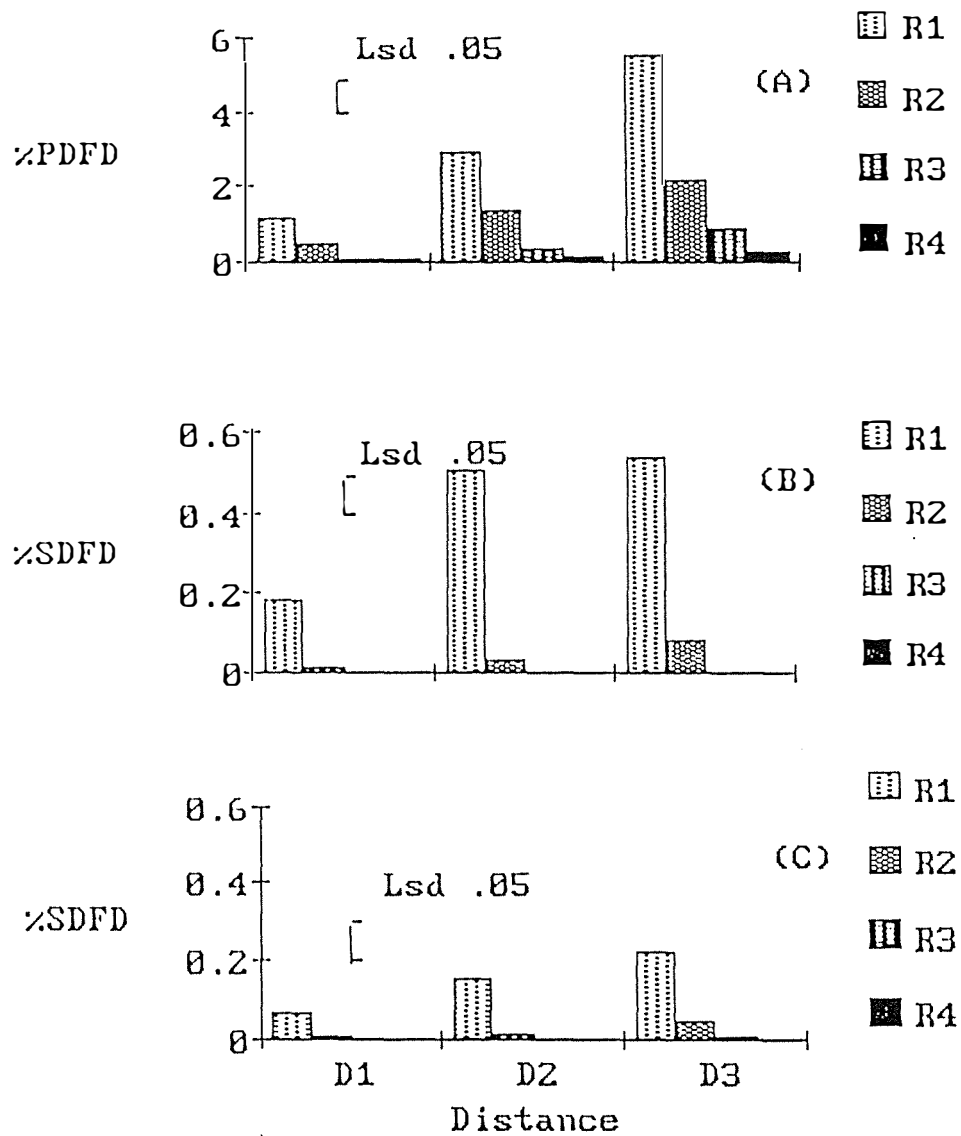 6
Lsd .05
R1
(A)
R2
4
%PDFD
R3
2
R4
0
0.6
Lsd .05
R1
(B)
R2
0.4
%SDFD
R3
0.2
R4
0
R1
0.6
(C)
R2
0.4
Lsd .05
%SDFD
R3
0.2
R4
0
D1 D2 D3
Distance